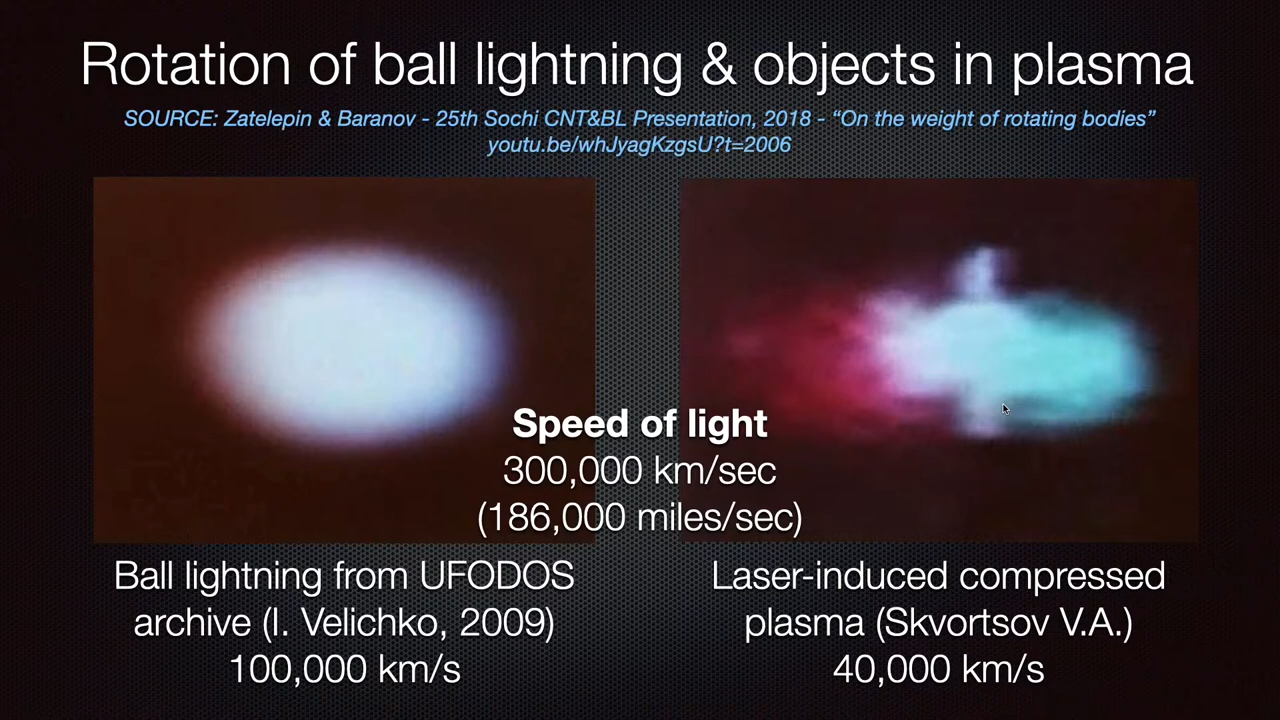 Rotation of ball lightning & objects in plasma
SOURCE: Zatelepin & Baranov - 25th Sochi CNT&BL Presentation, 2018 - “On the weight of rotating bodies”
youtu.be/whJyagKzgsU?t=2006
Speed of light
300,000 km/sec
(186,000 miles/sec)
Ball lightning from UFODOS
archive (I. Velichko, 2009)
100,000 km/s
Laser-induced compressed
plasma (Skvortsov V.A.)
40,000 km/s